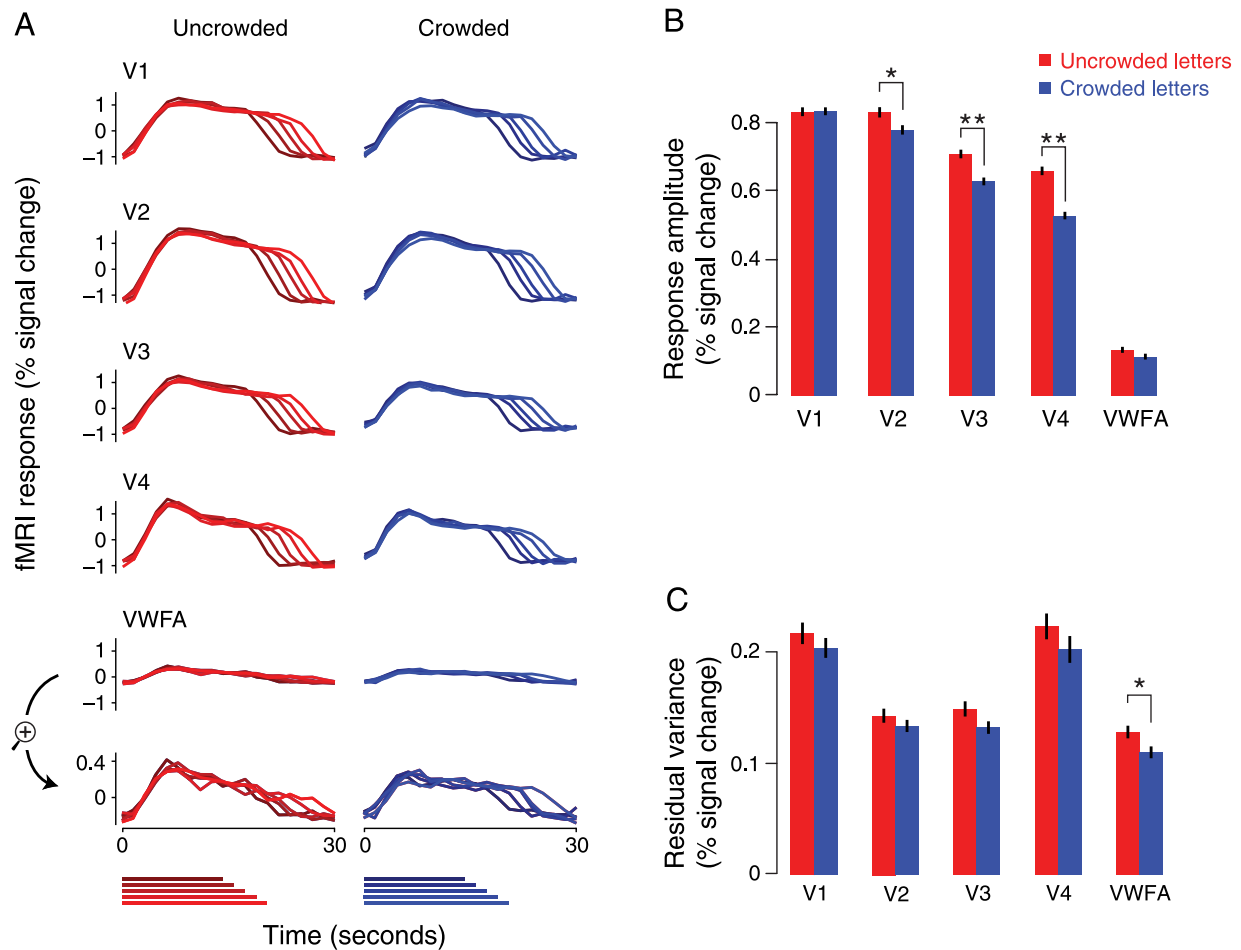 A
Uncrowded
Crowded
fMRI response (% signal change)
V1
1
0
−1
V2
1
0
−1
V3
1
0
−1
V4
1
0
−1
VWFA
1
0
−1
0.4
0
0
30
0
30
Time (seconds)
B
Uncrowded letters
Crowded letters
Response amplitude
(% signal change)
*
**
**
0.8
0.6
0.4
0.2
0
V1
V2
V3
V4
VWFA
C
Residual variance
(% signal change)
*
0.2
0.1
0
V1
V2
V3
V4
VWFA